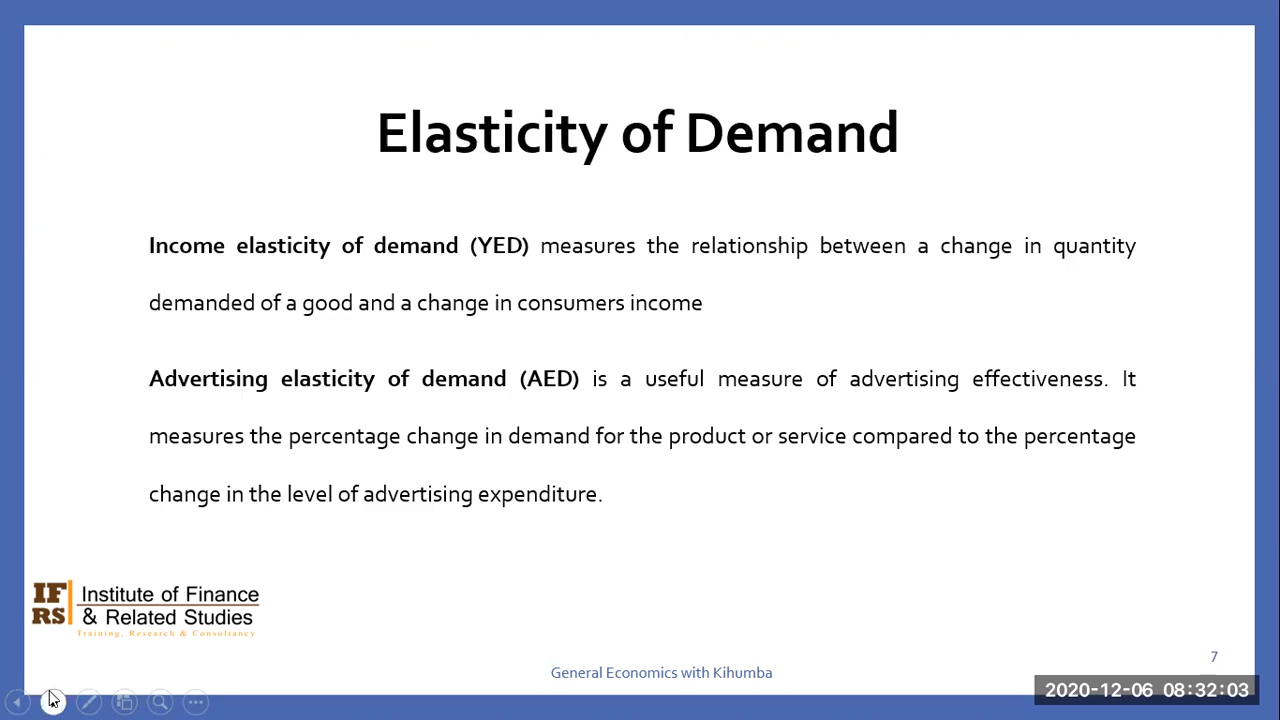 Elasticity of Demand
Income elasticity of demand (YED) measures the relationship between a change in quantity
demanded of a good and a change in consumers income
Advertising elasticity of demand (AED) is a useful measure of advertising effectiveness. It
measures the percentage change in demand for the product or service compared to the percentage
change in the level of advertising expenditure.
IF
RS
Institute of Finance
& Related Studies
Training, Research & Consultancy
7
General Economics with Kihumba
2020-12-06 08:32:03